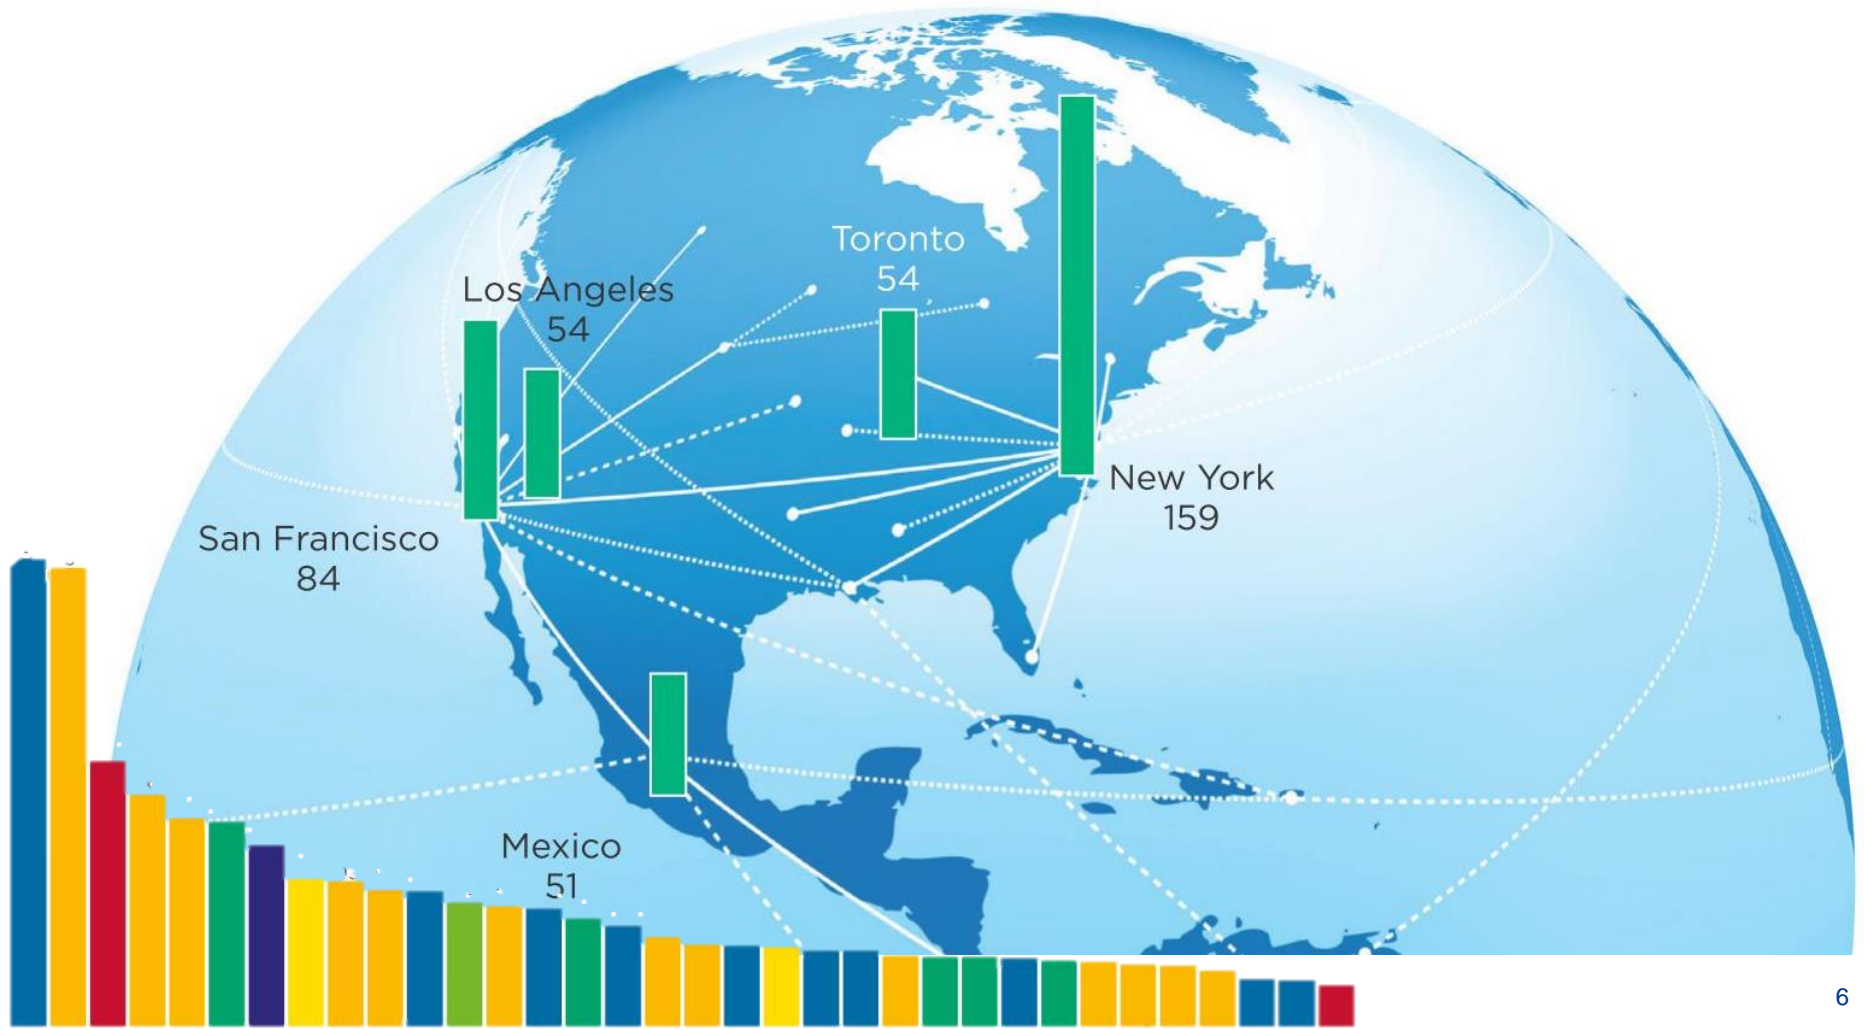 Toronto
54
Los Angeles
54
New York
159
San Francisco
84
Mexico
51
6